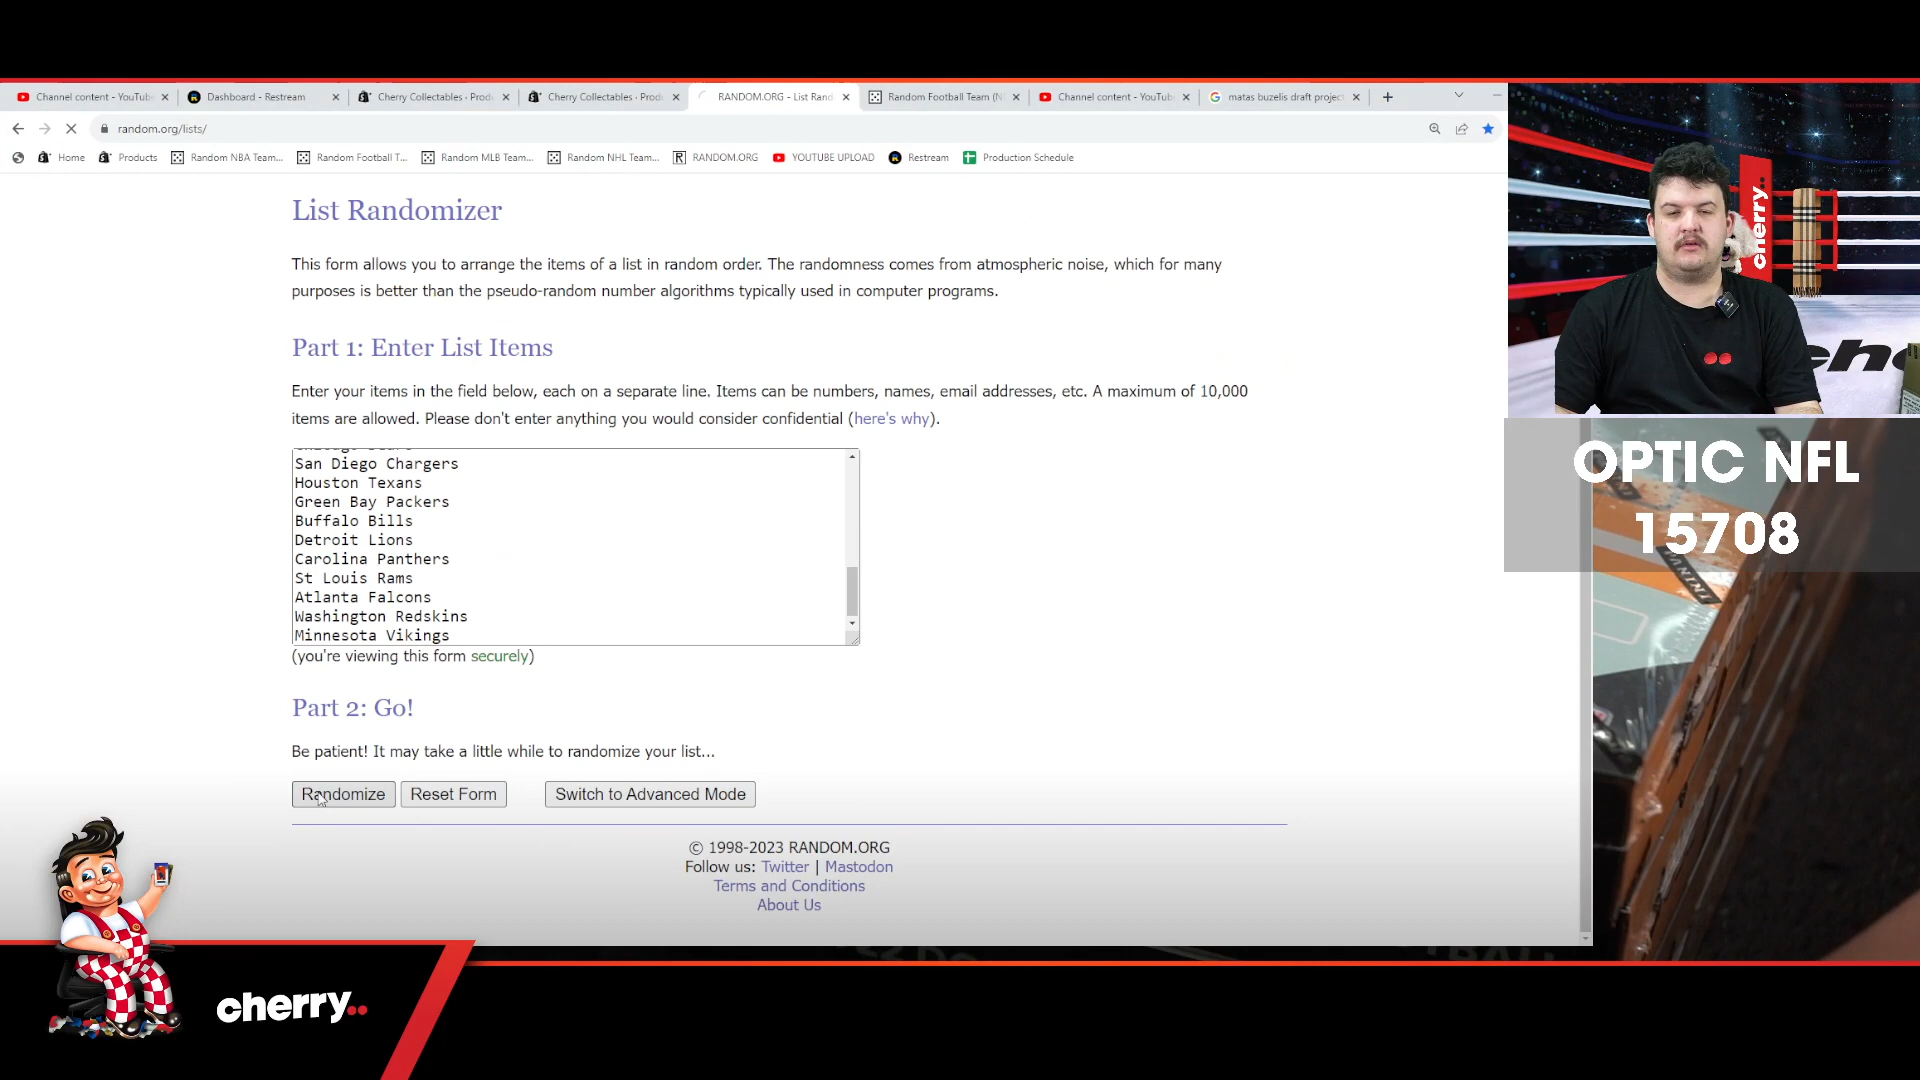 Channel content - YouTub
Dashboard - Restream
Cherry Collectables · Produ
Cherry Collectables · Produ
RANDOM.ORG - List Rand
Random Football Team (N
Channel content - YouTub
matas buzelis draft project
random.org/lists/
Home
Products
Random NBA Team...
Random Football T...
Random MLB Team...
Random NHL Team...
RANDOM.ORG
YOUTUBE UPLOAD
Restream
Production Schedule
List Randomizer
This form allows you to arrange the items of a list in random order. The randomness comes from atmospheric noise, which for many
purposes is better than the pseudo-random number algorithms typically used in computer programs.
Part 1: Enter List Items
Enter your items in the field below, each on a separate line. Items can be numbers, names, email addresses, etc. A maximum of 10,000
items are allowed. Please don't enter anything you would consider confidential (here's why).
San Diego Chargers
Houston Texans
Green Bay Packers
Buffalo Bills
Detroit Lions
Carolina Panthers
St Louis Rams
Atlanta Falcons
Washington Redskins
Minnesota Vikings
(you're viewing this form securely)
Part 2: Go!
Be patient! It may take a little while to randomize your list...
Randomize
Reset Form
Switch to Advanced Mode
© 1998-2023 RANDOM.ORG
Follow us: Twitter | Mastodon
Terms and Conditions
About Us
cherry..
OPTIC NFL
15708
PANINI
cherry..